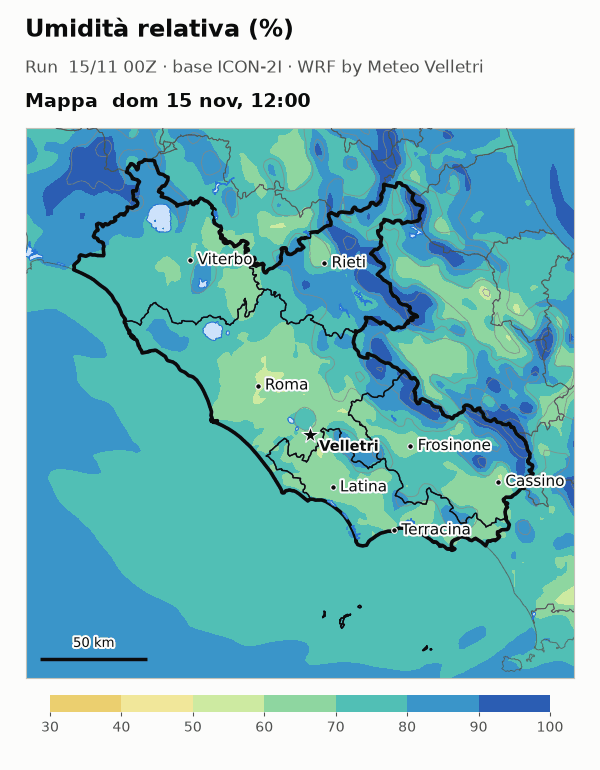 Umidità relativa (%)
Run 15/11 00Z · base ICON-2I · WRF by Meteo Velletri
Mappa dom 15 nov, 12:00
Viterbo
Rieti
Roma
Velletri
Frosinone
Latina
Cassino
Terracina
50 km
30 40 50 60 70 80 90 100